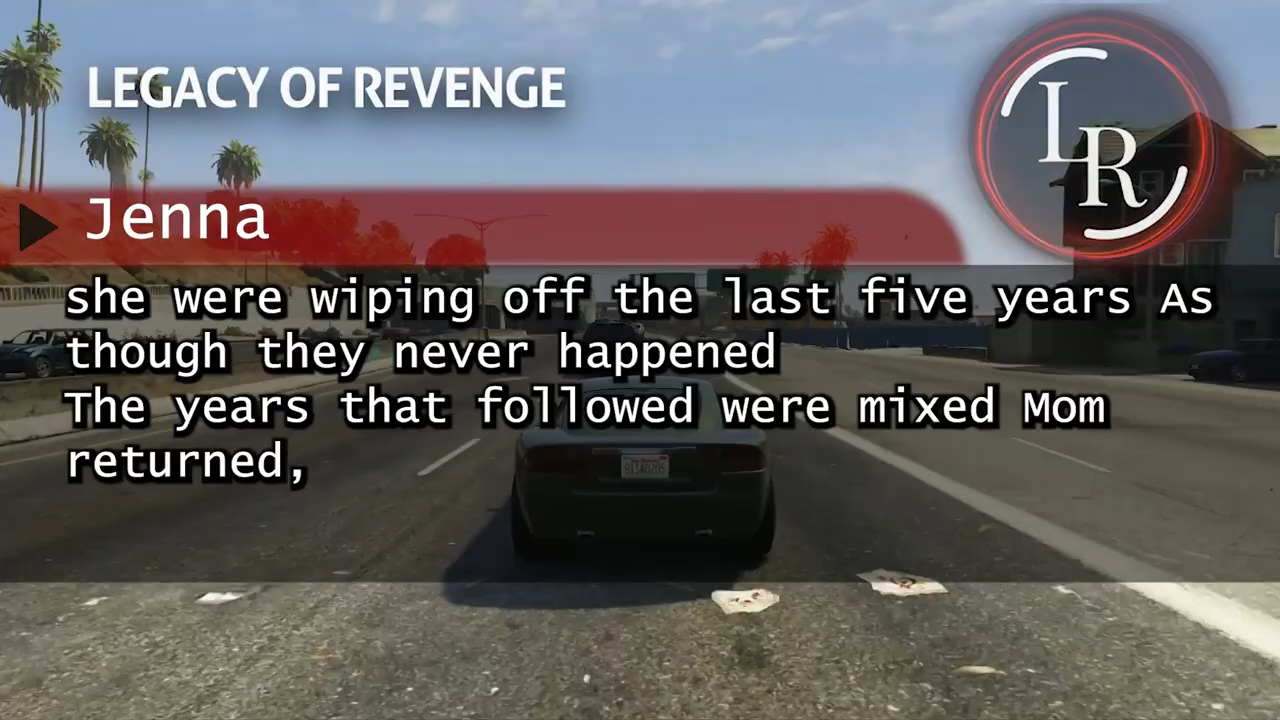 LEGACY OF REVENGE
LR
Jenna
she were wiping off the last five years As
though they never happened
The years that followed were mixed Mom
returned,